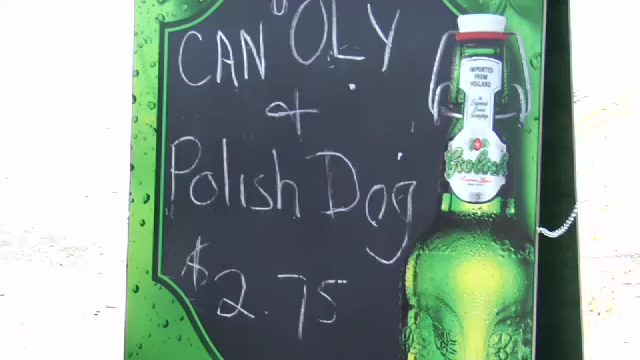 CAN OLY
+
Polish Dog
$2.75
IMPORTED
FROM
HOLLAND
Grolsch